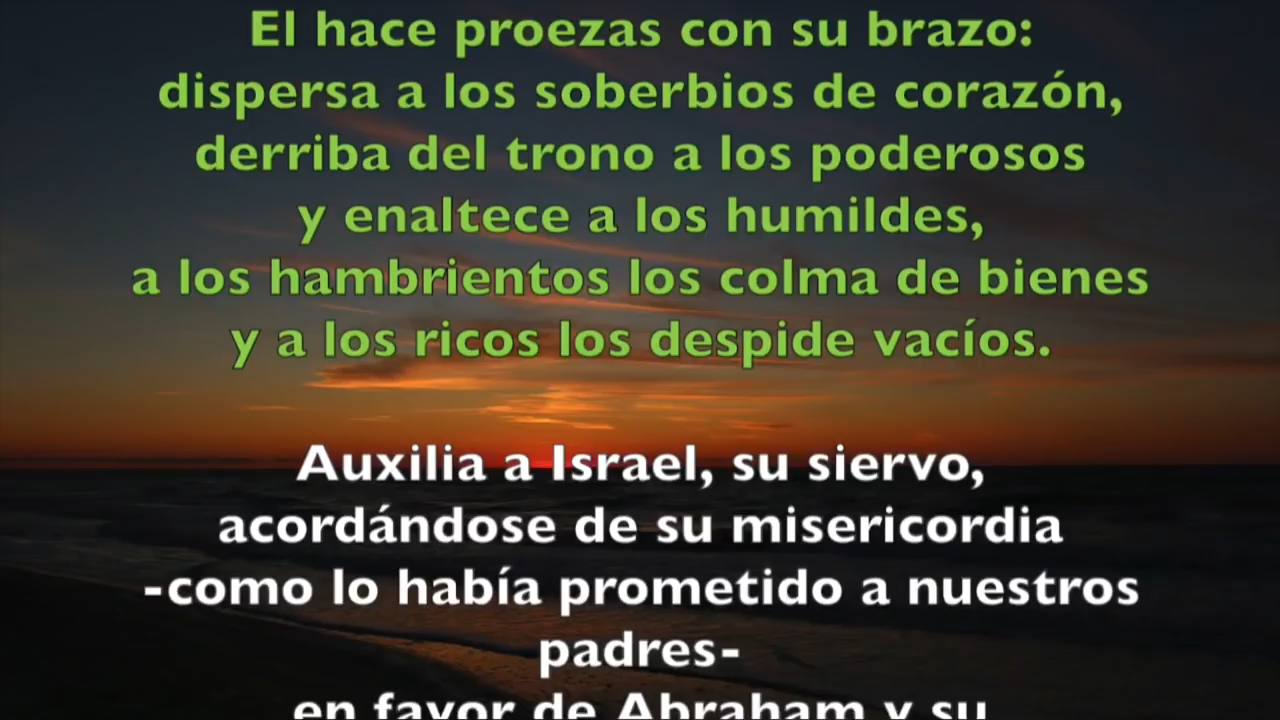 El hace proezas con su brazo:
dispersa a los soberbios de corazón,
derriba del trono a los poderosos
y enaltece a los humildes,
a los hambrientos los colma de bienes
y a los ricos los despide vacíos.
Auxilia a Israel, su siervo,
acordándose de su misericordia
-como lo había prometido a nuestros
padres-
en favor de Abraham y su